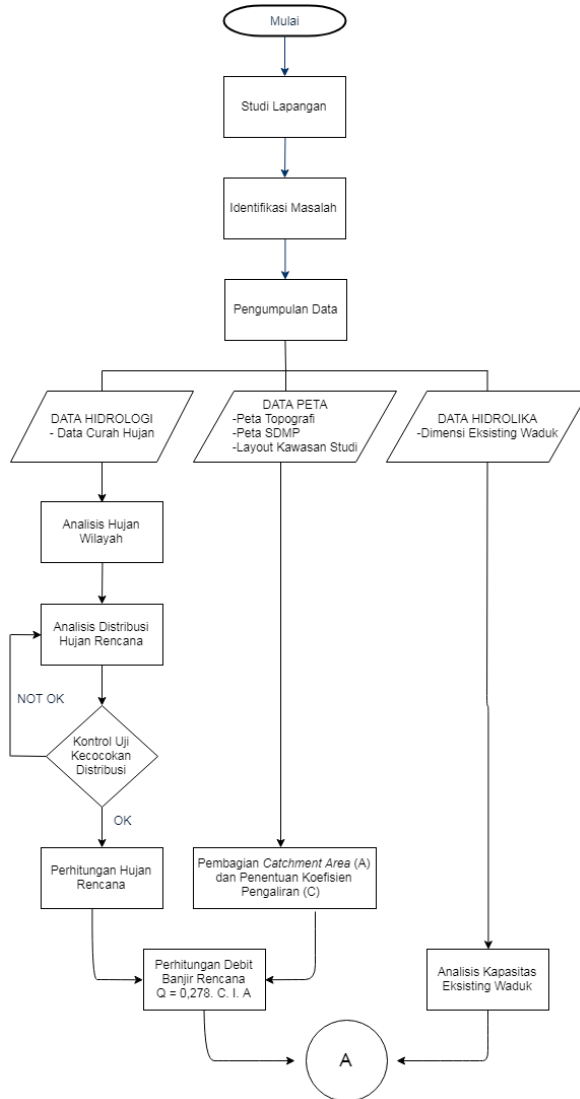 Mulai
Studi Lapangan
Identifikasi Masalah
Pengumpulan Data
DATA HIDROLOGI
- Data Curah Hujan
DATA PETA
-Peta Topografi
-Peta SDMP
-Layout Kawasan Studi
DATA HIDROLIKA
-Dimensi Eksisting Waduk
Analisis Hujan
Wilayah
Analisis Distribusi
Hujan Rencana
NOT OK
Kontrol Uji
Kecocokan
Distribusi
OK
Perhitungan Hujan
Rencana
Pembagian Catchment Area (A)
dan Penentuan Koefisien
Pengaliran (C)
Perhitungan Debit
Banjir Rencana
Q = 0,278. C. I. A
Analisis Kapasitas
Eksisting Waduk
A